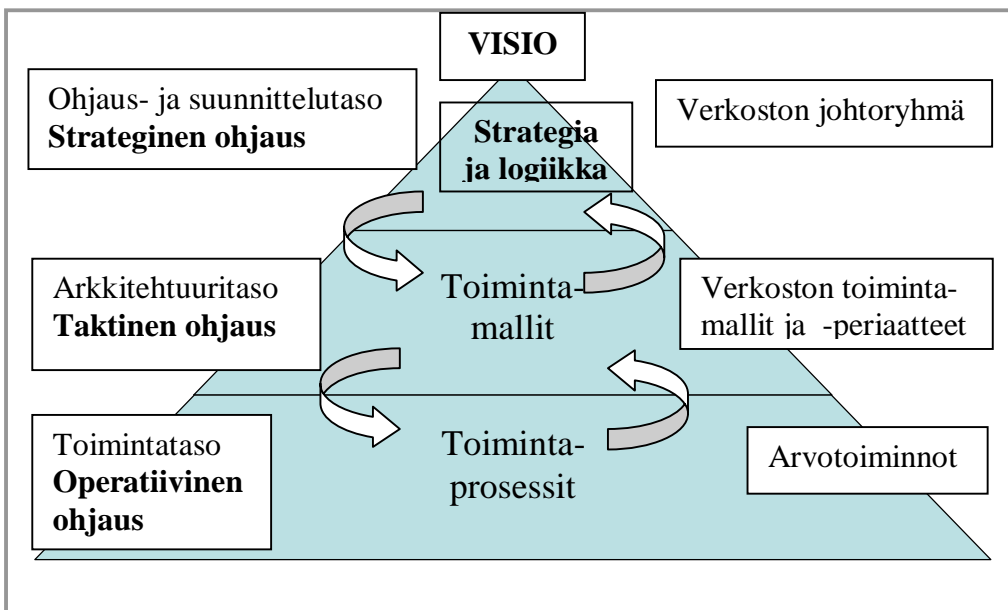 VISIO
Ohjaus- ja suunnittelutaso
Strateginen ohjaus
Strategia
ja logiikka
Verkoston johtoryhmä
Arkkitehtuuritaso
Taktinen ohjaus
Toiminta-
mallit
Verkoston toiminta-
mallit ja -periaatteet
Toimintataso
Operatiivinen
ohjaus
Toiminta-
prosessit
Arvotoiminnot